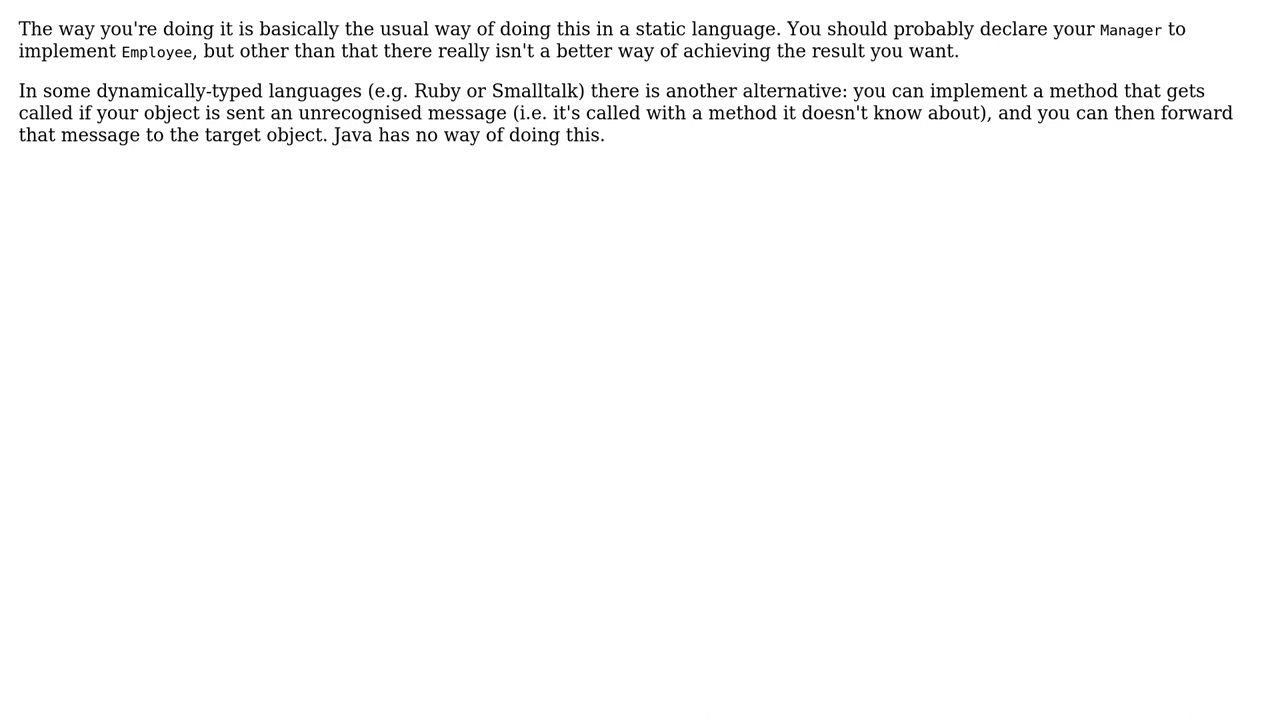 The way you're doing it is basically the usual way of doing this in a static language. You should probably declare your Manager to
implement Employee, but other than that there really isn't a better way of achieving the result you want.
In some dynamically-typed languages (e.g. Ruby or Smalltalk) there is another alternative: you can implement a method that gets
called if your object is sent an unrecognised message (i.e. it's called with a method it doesn't know about), and you can then forward
that message to the target object. Java has no way of doing this.